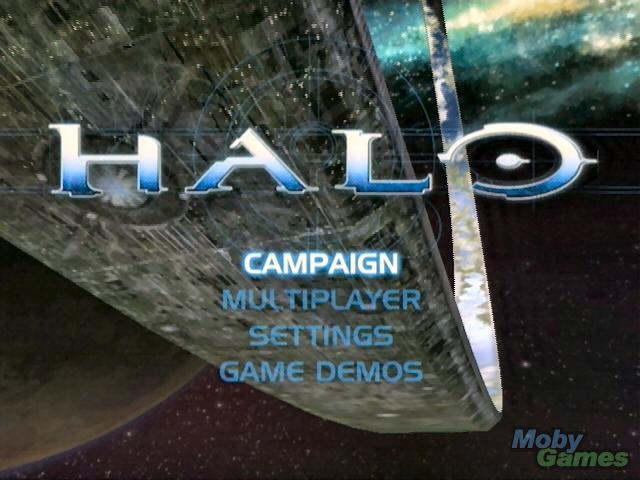 HALO
CAMPAIGN
MULTIPLAYER
SETTINGS
GAME DEMOS
Moby
Games